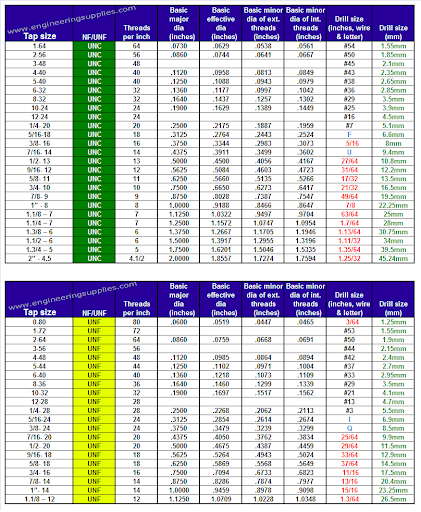 www.engineeringsupplies.com
Tap size NF/UNF Threads per inch Basic major dia (inches) Basic effective dia (inches) Basic minor dia of ext. threads (inches) Basic minor dia of int. threads (inches) Drill size (inches, wire & letter) Drill size (mm)
1-64 UNC 64 .0730 .0629 .0538 .0561 #54 1.55mm
2-56 UNC 56 .0860 .0744 .0641 .0667 #50 1.85mm
3-48 UNC 48 #45 2.1mm
4-40 UNC 40 .1120 .0958 .0813 .0849 #43 2.35mm
5-40 UNC 40 .1250 .1088 .0943 .0979 #38 2.65mm
6-32 UNC 32 .1360 .1177 .0997 .1042 #36 2.85mm
8-32 UNC 32 .1640 .1437 .1257 .1302 #29 3.5mm
10-24 UNC 24 .1900 .1629 .1389 .1449 #25 3.9mm
12-24 UNC 24 #16 4.5mm
1/4- 20 UNC 20 .2500 .2175 .1887 .1959 #7 5.1mm
5/16-18 UNC 18 .3125 .2764 .2443 .2524 F 6.6mm
3/8- 16 UNC 16 .3750 .3344 .2983 .3073 5/16 8mm
7/16- 14 UNC 14 .4375 .3911 .3499 .3602 U 9.4mm
1/2- 13 UNC 13 .5000 .4500 .4056 .4167 27/64 10.8mm
9/16- 12 UNC 12 .5625 .5084 .4603 .4723 31/64 12.2mm
5/8- 11 UNC 11 .6250 .5660 .5135 .5266 17/32 13.5mm
3/4- 10 UNC 10 .7500 .6850 .6273 .6417 21/32 16.5mm
7/8- 9 UNC 9 .8750 .8028 .7387 .7547 49/64 19.5mm
1"- 8 UNC 8 1.0000 .9188 .8466 .8647 7/8 22.25mm
1.1/8 – 7 UNC 7 1.1250 1.0322 .9497 .9704 63/64 25mm
1.1/4 – 7 UNC 7 1.2500 1.1572 1.0747 1.0954 1.7/64 28mm
1.3/8 – 6 UNC 6 1.3750 1.2667 1.1705 1.1946 1.13/64 30.75mm
1.1/2 – 6 UNC 6 1.5000 1.3917 1.2955 1.3196 1.11/32 34mm
1.3/4 – 5 UNC 5 1.7500 1.6201 1.5046 1.5335 1.35/64 39.5mm
2" - 4.5 UNC 4.1/2 2.0000 1.8557 1.7274 1.7594 1.25/32 45.24mm
www.engineeringsupplies.com
Tap size NF/UNF Threads per inch Basic major dia (inches) Basic effective dia (inches) Basic minor dia of ext. threads (inches) Basic minor dia of int. threads (inches) Drill size (inches, wire & letter) Drill size (mm)
0-80 UNF 80 .0600 .0519 .0447 .0465 3/64 1.25mm
1-72 UNF 72 #53 1.55mm
2-64 UNF 64 .0860 .0759 .0668 .0691 #50 1.9mm
3-56 UNF 56 #44 2.15mm
4-48 UNF 48 .1120 .0985 .0864 .0894 #42 2.4mm
5-44 UNF 44 .1250 .1102 .0971 .1004 #37 2.7mm
6-40 UNF 40 .1360 .1218 .1073 .1109 #33 2.95mm
8-36 UNF 36 .1640 .1460 .1299 .1339 #29 3.5mm
10-32 UNF 32 .1900 .1697 .1517 .1562 #21 4.1mm
12-28 UNF 28 #13 4.7mm
1/4- 28 UNF 28 .2500 .2268 .2062 .2113 #3 5.5mm
5/16-24 UNF 24 .3125 .2854 .2614 .2674 I 6.9mm
3/8- 24 UNF 24 .3750 .3479 .3239 .3299 Q 8.5mm
7/16- 20 UNF 20 .4375 .4050 .3762 .3834 25/64 9.9mm
1/2- 20 UNF 20 .5000 .4675 .4387 .4459 29/64 11.5mm
9/16- 18 UNF 18 .5625 .5264 .4943 .5024 33/64 12.9mm
5/8- 18 UNF 18 .6250 .5869 .5568 .5649 37/64 14.5mm
3/4- 16 UNF 16 .7500 .7094 .6733 .6823 11/16 17.5mm
7/8- 14 UNF 14 .8750 .8286 .7874 .7977 13/16 20.4mm
1"- 14 UNF 14 1.0000 .9459 .8978 .9098 15/16 23.25mm
1.1/8 – 12 UNF 12 1.1250 1.0709 1.0228 1.0348 1.3/64 26.5mm